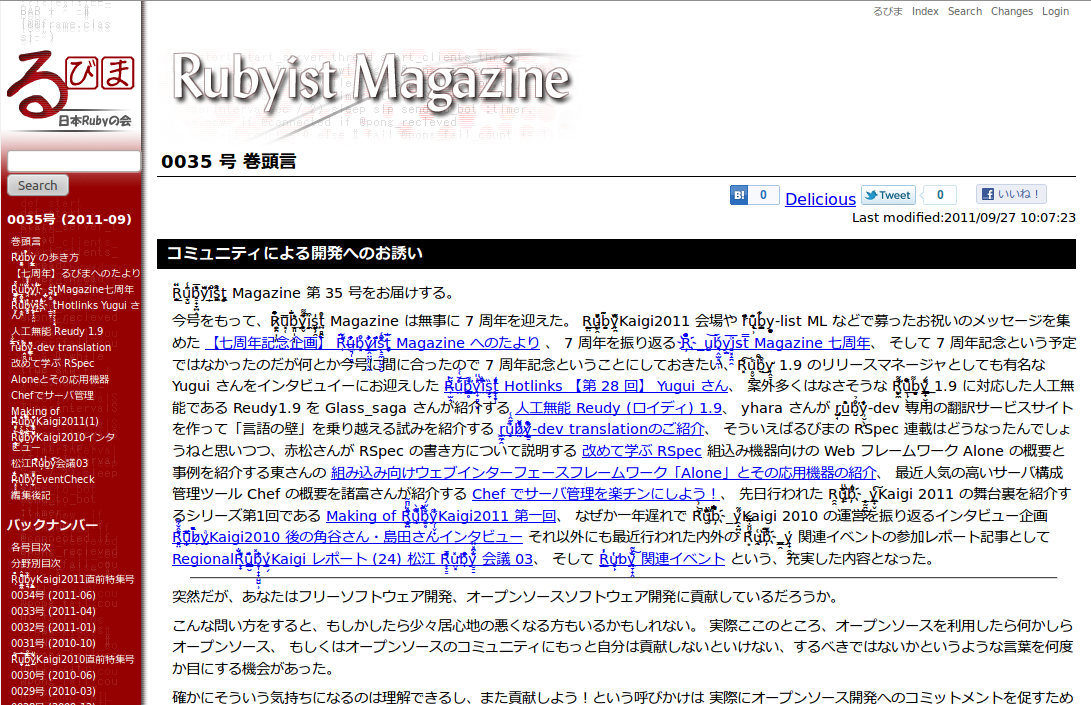 るびま Index Search Changes Login
るびま
日本Rubyの会
Rubyist Magazine
0035 号 巻頭言
Search
B! 0 Delicious Tweet 0 いいね！
Last modified:2011/09/27 10:07:23
0035号 (2011-09)
巻頭言
Ruby の歩き方
【七周年】るびまへのたより
Magazine七周年
Hotlinks Yugui さ
ん
人工無能 Reudy 1.9
ruby-dev translation
改めて学ぶ RSpec
Aloneとその応用機器
Chefでサーバ管理
Making of
RubyKaigi2011(1)
RubyKaigi2010インタ
ビュー
松江Ruby会議03
RubyEventCheck
編集後記
バックナンバー
各号目次
分野別目次
RubyKaigi2011直前特集号
0034号 (2011-06)
0033号 (2011-04)
0032号 (2011-01)
0031号 (2010-10)
RubyKaigi2010直前特集号
0030号 (2010-06)
0029号 (2010-03)
コミュニティによる開発へのお誘い
Rubyist Magazine 第 35 号をお届けする。
今号をもって、Rubyist Magazine は無事に 7 周年を迎えた。 RubyKaigi2011 会場や ruby-list ML などで募ったお祝いのメッセージを集
めた 【七周年記念企画】 Rubyist Magazine へのたより 、 7 周年を振り返る Rubyist Magazine 七周年、 そして 7 周年記念という予定
ではなかったのだが何とか今号に間に合ったので 7 周年記念ということにしておきたい、Ruby 1.9 のリリースマネージャとしても有名な
Yugui さんをインタビュイーにお迎えした Rubyist Hotlinks 【第 28 回】 Yugui さん、 案外多くはなさそうな Ruby 1.9 に対応した人工無
能である Reudy1.9 を Glass_saga さんが紹介する 人工無能 Reudy (ロイディ) 1.9、 yhara さんが ruby-dev 専用の翻訳サービスサイト
を作って「言語の壁」を乗り越える試みを紹介する ruby-dev translationのご紹介、 そういえばるびまの RSpec 連載はどうなったんでしょ
うねと思いつつ、赤松さんが RSpec の書き方について説明する 改めて学ぶ RSpec 組込み機器向けの Web フレームワーク Alone の概要と
事例を紹介する東さんの 組み込み向けウェブインターフェースフレームワーク「Alone」とその応用機器の紹介、 最近人気の高いサーバ構成
管理ツール Chef の概要を諸富さんが紹介する Chef でサーバ管理を楽チンにしよう！、 先日行われた RubyKaigi 2011 の舞台裏を紹介す
るシリーズ第1回である Making of RubyKaigi2011 第一回、 なぜか一年遅れで RubyKaigi 2010 の運営を振り返るインタビュー企画
RubyKaigi2010 後の角谷さん・島田さんインタビュー それ以外にも最近行われた内外の Ruby 関連イベントの参加レポート記事として
RegionalRubyKaigi レポート (24) 松江 Ruby 会議 03、 そして Ruby 関連イベント という、充実した内容となった。
突然だが、あなたはフリーソフトウェア開発、オープンソースソフトウェア開発に貢献しているだろうか。
こんな問い方をすると、もしかしたら少々居心地の悪くなる方もいるかもしれない。 実際ここのところ、オープンソースを利用したら何かしら
オープンソース、 もしくはオープンソースのコミュニティにもっと自分は貢献しないといけない、するべきではないかというような言葉を何度
か目にする機会があった。
確かにそういう気持ちになるのは理解できるし、また貢献しよう！という呼びかけは 実際にオープンソース開発へのコミットメントを促すため